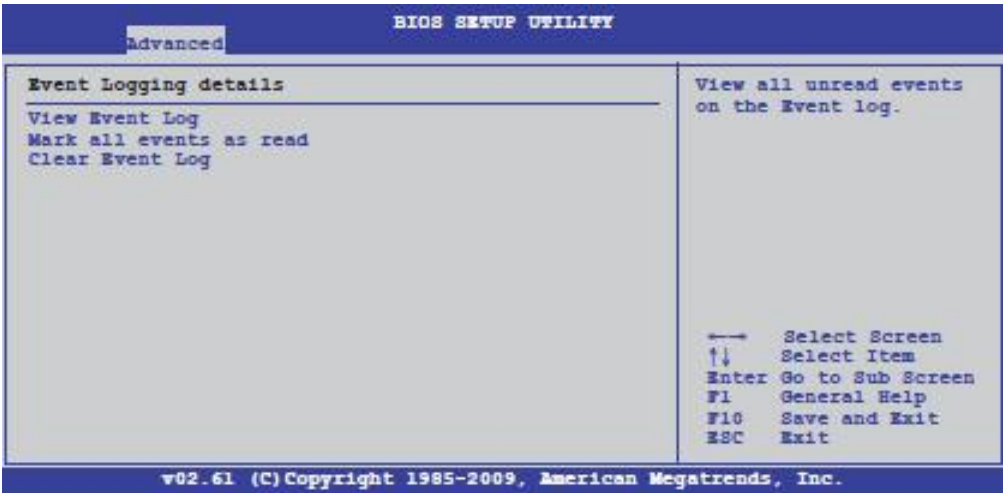 BIOS SETUP UTILITY
Advanced
Event Logging details
View Event Log
Mark all events as read
Clear Event Log
View all unread events
on the Event log.
←→ Select Screen
↑↓ Select Item
Enter Go to Sub Screen
F1 General Help
F10 Save and Exit
ESC Exit
v02.61 (C)Copyright 1985-2009, American Megatrends, Inc.